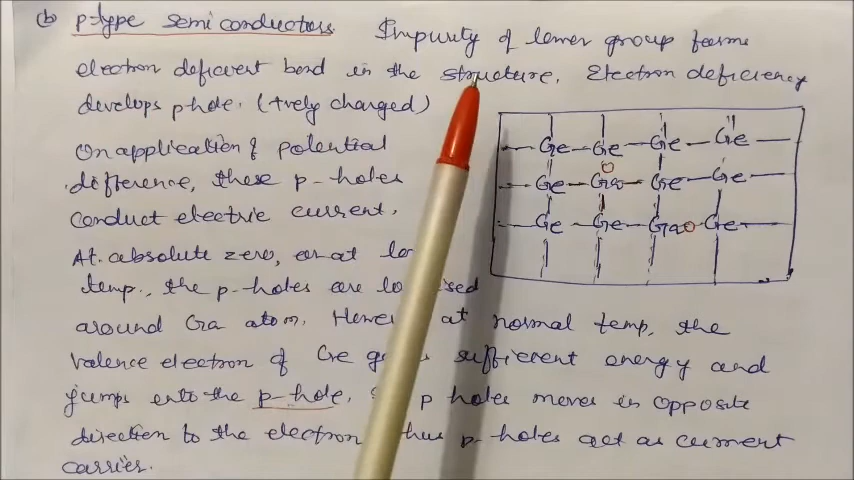 (b) p-type semiconductors. Impurity of lower group forms
electron deficient bond in the structure. Electron deficiency
develops p hole. (+vely charged)
On application of potential
difference, these p-holes
conduct electric current.
At. absolute zero, or at
temp., the p-holes are
around Ga atom. at normal temp, the
valence electron of Ge sufficient energy and
jumps into the p-hole, p holes moves in opposite
direction to the electron p-holes act as current
carrier.
Ge Ge Ge Ge
Ge Ga Ge Ge
Ge Ge Ga Ge